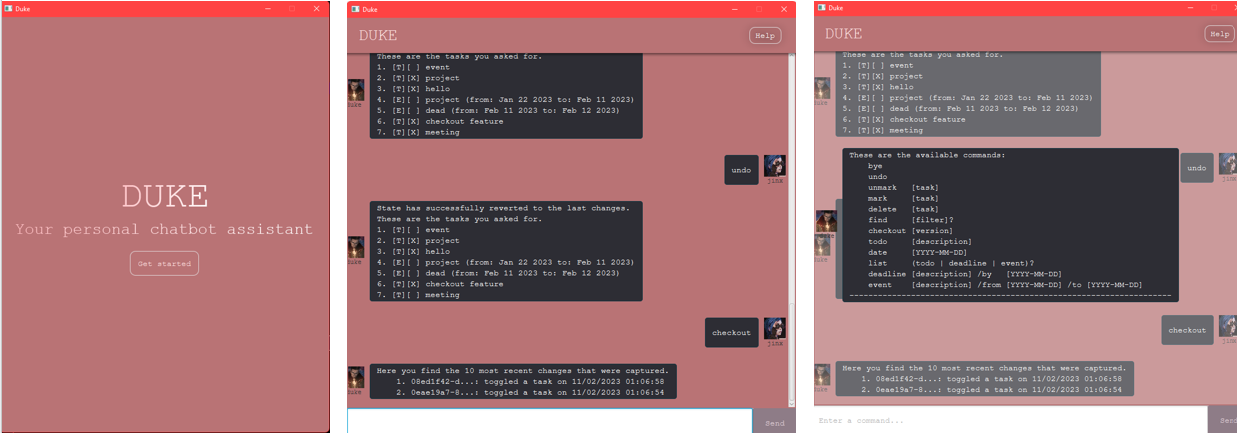 Duke
DUKE
Your personal chatbot assistant
Get started
Duke
DUKE
Help
These are the tasks you asked for.
1. [T][ ] event
2. [T][X] project
3. [T][X] hello
4. [E][ ] project (from: Jan 22 2023 to: Feb 11 2023)
5. [E][ ] dead (from: Feb 11 2023 to: Feb 12 2023)
6. [T][X] checkout feature
7. [T][X] meeting
duke
undo
jinx
State has successfully reverted to the last changes.
These are the tasks you asked for.
1. [T][ ] event
2. [T][X] project
3. [T][X] hello
4. [E][ ] project (from: Jan 22 2023 to: Feb 11 2023)
5. [E][ ] dead (from: Feb 11 2023 to: Feb 12 2023)
6. [T][X] checkout feature
7. [T][ ] meeting
duke
checkout
jinx
Here you find the 10 most recent changes that were captured.
1. 08ed1f42-d...: toggled a task on 11/02/2023 01:06:58
2. 0eae19a7-8...: toggled a task on 11/02/2023 01:06:54
duke
Send
Duke
DUKE
Help
These are the tasks you asked for.
1. [T][ ] event
2. [T][X] project
3. [T][X] hello
4. [E][ ] project (from: Jan 22 2023 to: Feb 11 2023)
5. [E][ ] dead (from: Feb 11 2023 to: Feb 12 2023)
6. [T][X] checkout feature
7. [T][X] meeting
duke
undo
jinx
These are the available commands:
bye
undo
unmark [task]
mark [task]
delete [task]
find [filter]?
checkout [version]
todo [description]
date [YYYY-MM-DD]
list (todo | deadline | event)?
deadline [description] /by [YYYY-MM-DD]
event [description] /from [YYYY-MM-DD] /to [YYYY-MM-DD]
--------------------------------------------------------------------
duke
checkout
jinx
Here you find the 10 most recent changes that were captured.
1. 08ed1f42-d...: toggled a task on 11/02/2023 01:06:58
2. 0eae19a7-8...: toggled a task on 11/02/2023 01:06:54
duke
Enter a command...
Send